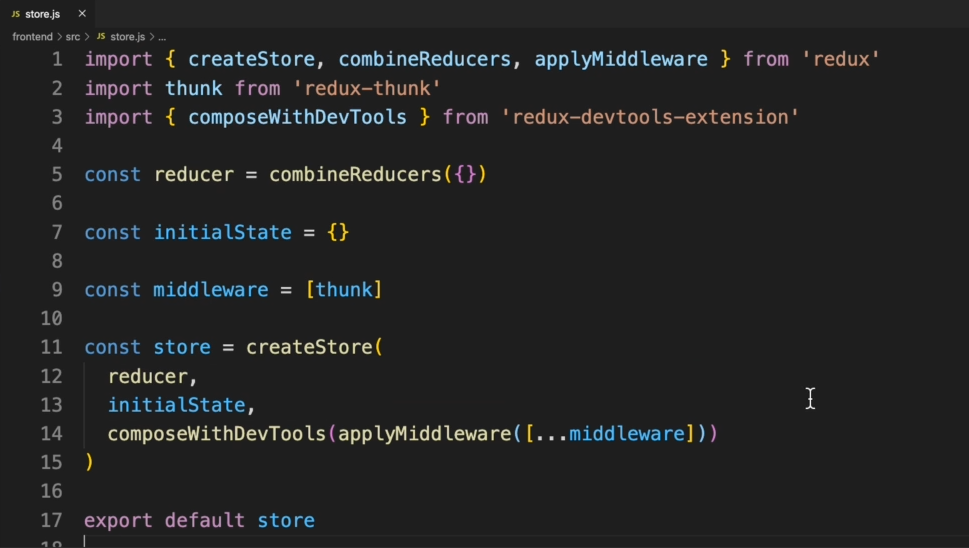 JS store.js ×
frontend > src > JS store.js > ...
1 import { createStore, combineReducers, applyMiddleware } from 'redux'
2 import thunk from 'redux-thunk'
3 import { composeWithDevTools } from 'redux-devtools-extension'
4
5 const reducer = combineReducers({})
6
7 const initialState = {}
8
9 const middleware = [thunk]
10
11 const store = createStore(
12   reducer,
13   initialState,
14   composeWithDevTools(applyMiddleware([...middleware]))
15 )
16
17 export default store
18